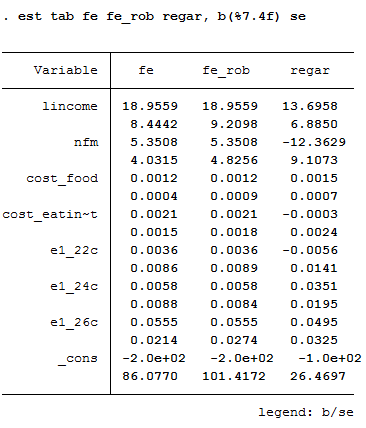 . est tab fe fe_rob regar, b(%7.4f) se
Variable fe fe_rob regar
lincome 18.9559 18.9559 13.6958
8.4442 9.2098 6.8850
nfm 5.3508 5.3508 -12.3629
4.0315 4.8256 9.1073
cost_food 0.0012 0.0012 0.0015
0.0004 0.0009 0.0007
cost_eatin~t 0.0021 0.0021 -0.0003
0.0015 0.0018 0.0024
e1_22c 0.0036 0.0036 -0.0056
0.0086 0.0089 0.0141
e1_24c 0.0058 0.0058 0.0351
0.0088 0.0084 0.0195
e1_26c 0.0555 0.0555 0.0495
0.0214 0.0274 0.0325
_cons -2.0e+02 -2.0e+02 -1.0e+02
86.0770 101.4172 26.4697
legend: b/se